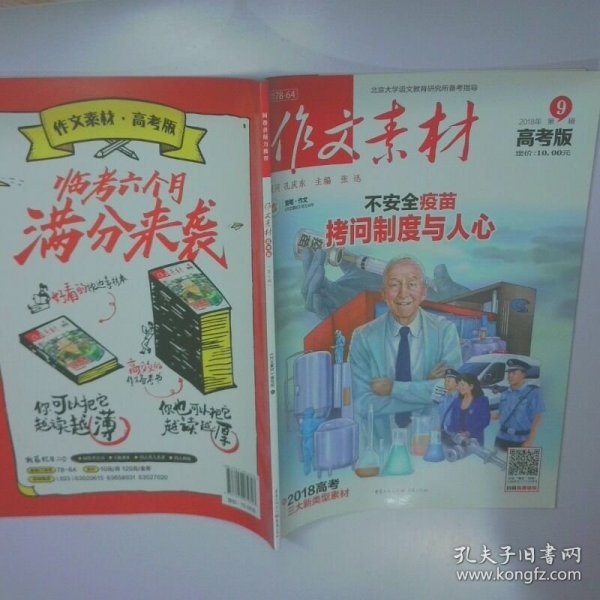 作文素材·高考版
临考六个月
满分来袭
你可以把它
越读越薄
你也可以把它
越读越厚
78-64
北京大学语文教育研究所备考指导
作文素材
2018年 第9辑
高考版
定价:10.00元
孔庆东 主编 张迅
不安全疫苗
拷问制度与人心
2018高考
三大新类型素材
孔夫子旧书网
www.kongfz.com